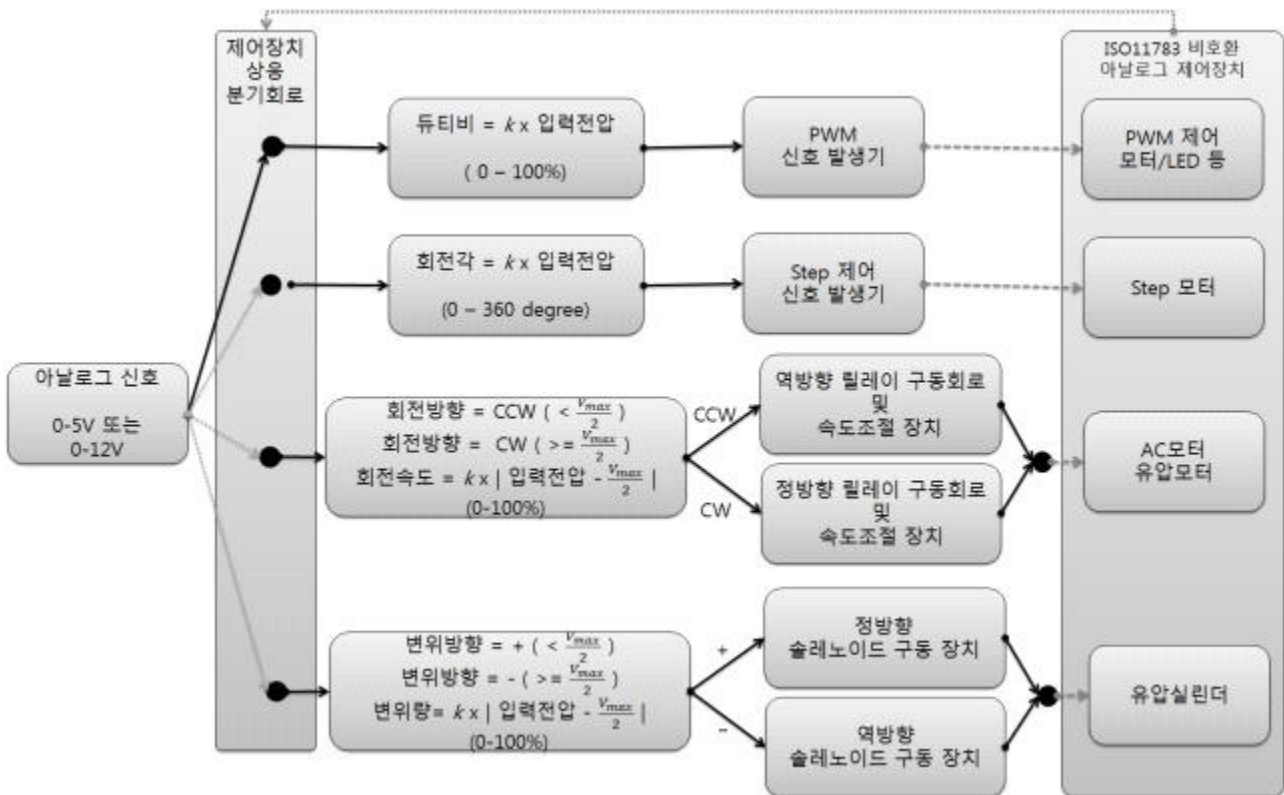 제어장치
상응
분기회로
ISO11783 비호환
아날로그 제어장치
듀티비 = k x 입력전압
( 0 – 100%)
PWM
신호 발생기
PWM 제어
모터/LED 등
회전각 = k x 입력전압
(0 – 360 degree)
Step 제어
신호 발생기
Step 모터
아날로그 신호
0-5V 또는
0-12V
회전방향 = CCW ( < Vmax/2 )
회전방향 = CW ( >= Vmax/2 )
회전속도 = k x | 입력전압 - Vmax/2 |
(0-100%)
CCW
CW
역방향 릴레이 구동회로
및
속도조절 장치
정방향 릴레이 구동회로
및
속도조절 장치
AC모터
유압모터
변위방향 = + ( < Vmax/2 )
변위방향 = - ( >= Vmax/2 )
변위량= k x | 입력전압 - Vmax/2 |
(0-100%)
+
−
정방향
솔레노이드 구동 장치
역방향
솔레노이드 구동 장치
유압실린더